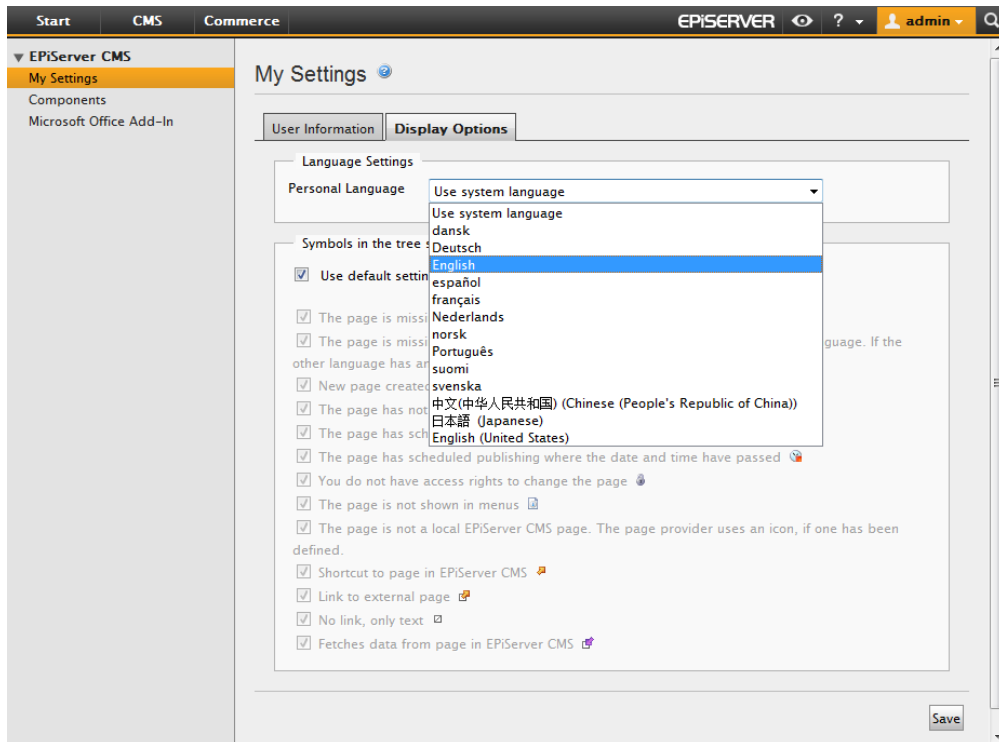 Start CMS Commerce EPiSERVER ? admin
EPiServer CMS
My Settings
Components
Microsoft Office Add-In
My Settings ?
User Information Display Options
Language Settings
Personal Language Use system language
Use system language
dansk
Deutsch
English
español
français
Nederlands
norsk
Português
suomi
svenska
中文(中华人民共和国) (Chinese (People's Republic of China))
日本語 (Japanese)
English (United States)
Symbols in the tree
Use default settin
The page is missi
The page is missi guage. If the
other language has
New page created
The page has not
The page has sch
The page has scheduled publishing where the date and time have passed
You do not have access rights to change the page
The page is not shown in menus
The page is not a local EPiServer CMS page. The page provider uses an icon, if one has been
defined.
Shortcut to page in EPiServer CMS
Link to external page
No link, only text
Fetches data from page in EPiServer CMS
Save